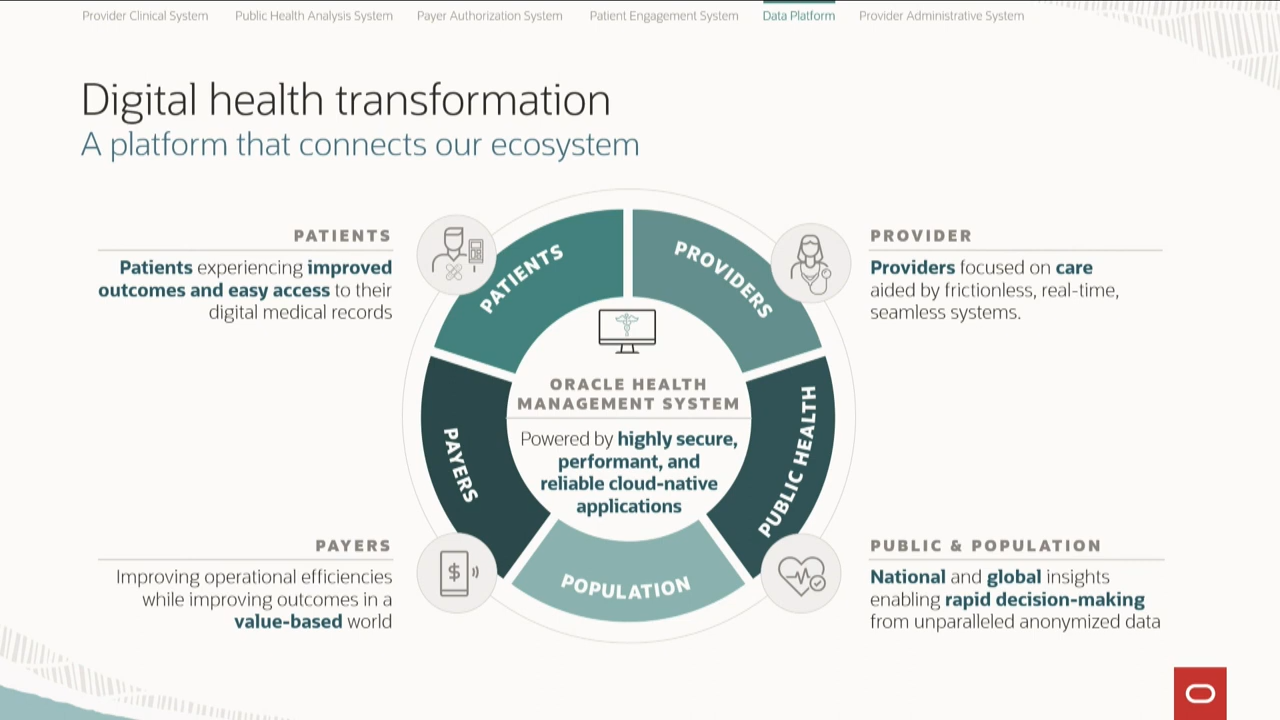 Provider Clinical System
Public Health Analysis System
Payer Authorization System
Patient Engagement System
Data Platform
Provider Administrative System
Digital health transformation
A platform that connects our ecosystem
PATIENTS
Patients experiencing improved
outcomes and easy access to their
digital medical records
PROVIDER
Providers focused on care
aided by frictionless, real-time,
seamless systems.
PATIENTS
PROVIDERS
PAYERS
PUBLIC HEALTH
POPULATION
ORACLE HEALTH
MANAGEMENT SYSTEM
Powered by highly secure,
performant, and
reliable cloud-native
applications
$
PAYERS
Improving operational efficiencies
while improving outcomes in a
value-based world
PUBLIC & POPULATION
National and global insights
enabling rapid decision-making
from unparalleled anonymized data